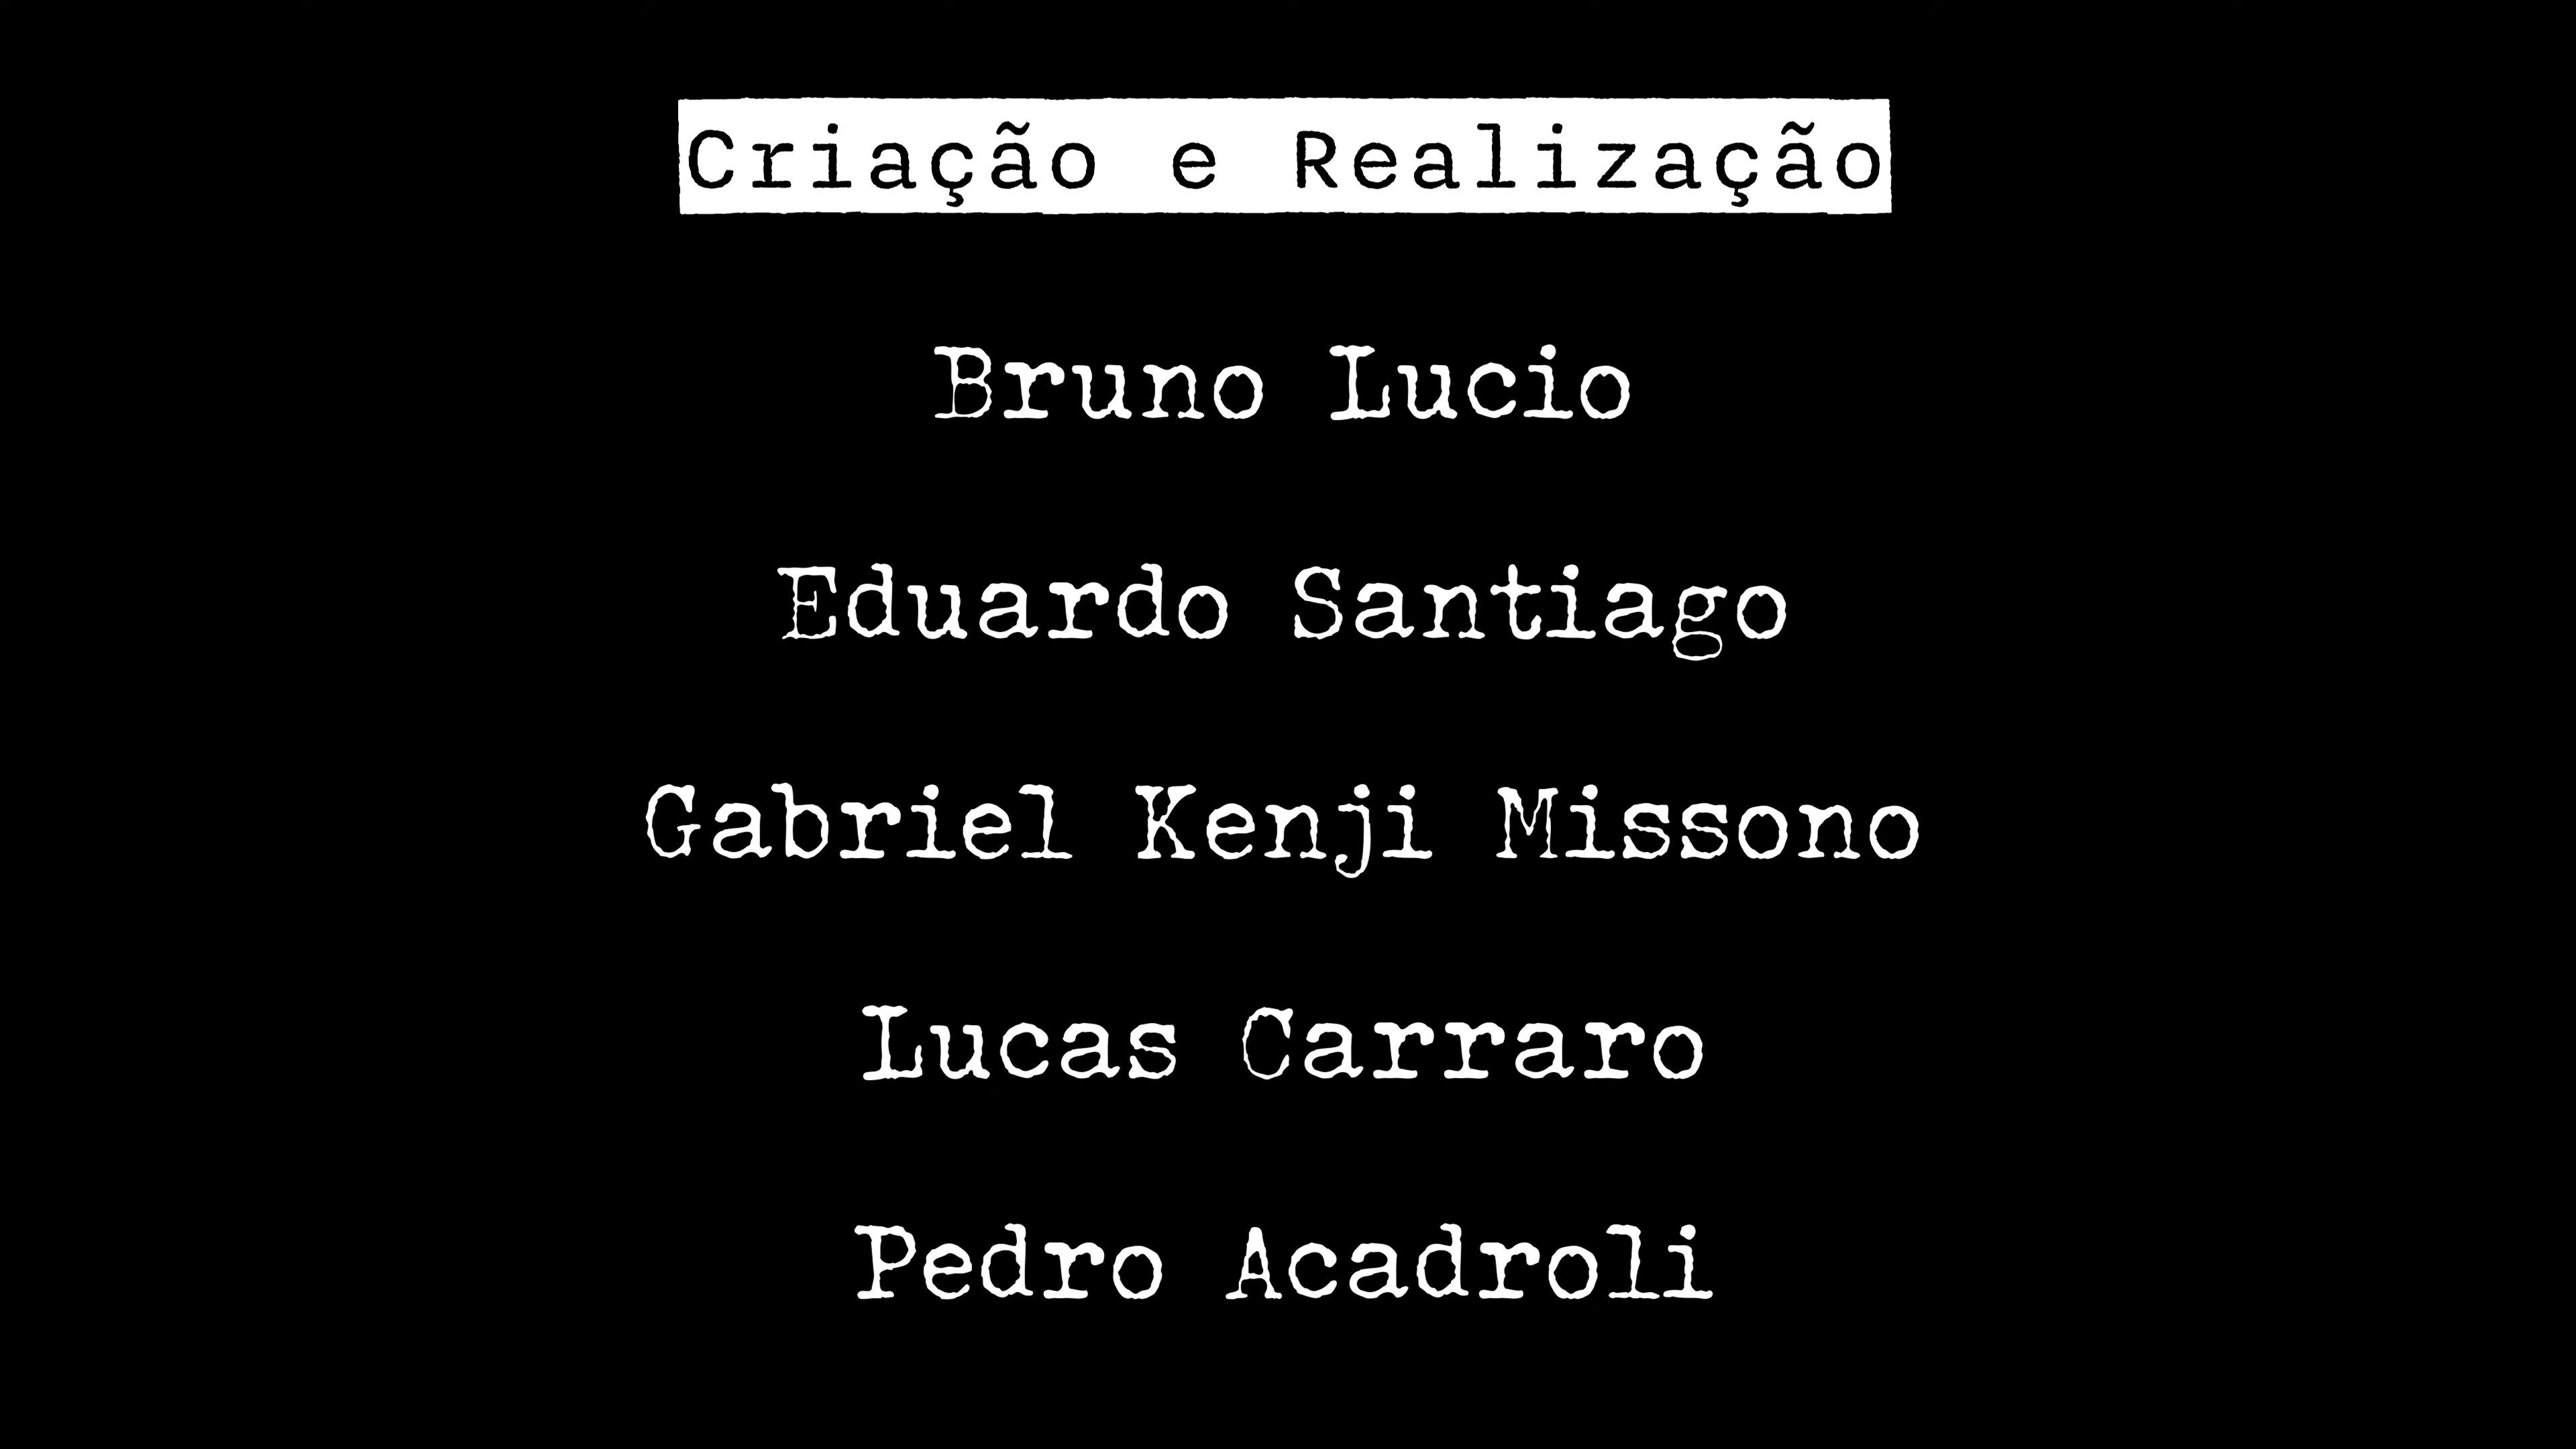 Criação e Realização
Bruno Lucio
Eduardo Santiago
Gabriel Kenji Missono
Lucas Carraro
Pedro Acadroli